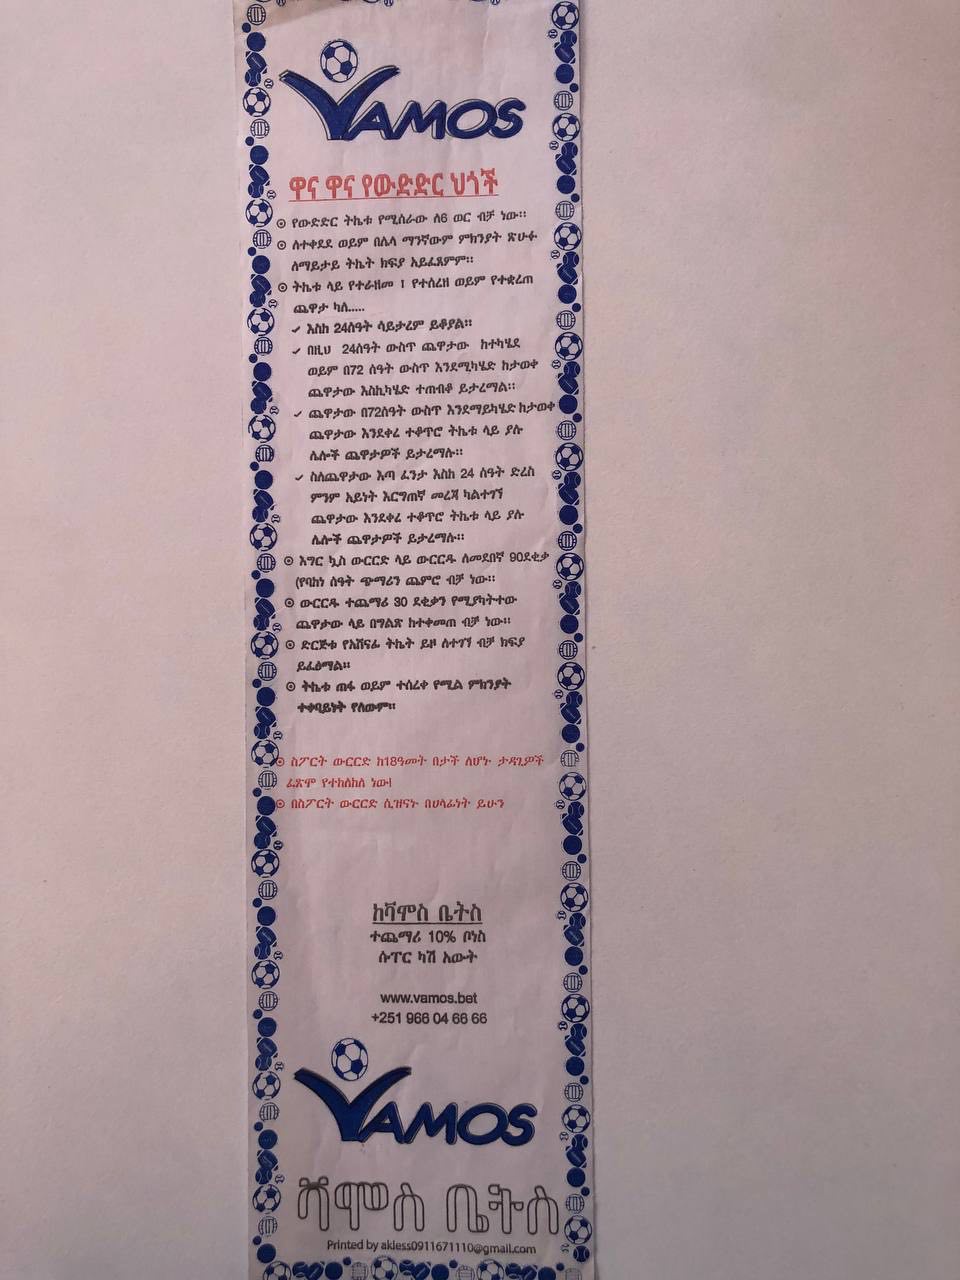 VAMOS
ዋና ዋና የውድድር ህጎች
⊙ የውድድር ትኬቱ የሚሰራው ለ6 ወር ብቻ ነው፡፡
⊙ ለተቀደደ ወይም በሌላ ማንኛውም ምክንያት ጽሁፉ
ለማይታይ ትኬት ክፍያ አይፈጸምም፡፡
⊙ ትኬቱ ላይ የተራዘመ ፣ የተሰረዘ ወይም የተቋረጠ
ጨዋታ ካለ.....
✓ እስከ 24ሰዓት ሳይታረም ይቆያል፡፡
✓ በዚህ 24ሰዓት ውስጥ ጨዋታው ከተካሄደ
ወይም በ72 ሰዓት ውስጥ እንደሚካሄድ ከታወቀ
ጨዋታው እስኪካሄድ ተጠብቆ ይታረማል፡፡
✓ ጨዋታው በ72ሰዓት ውስጥ እንደማይካሄድ ከታወቀ
ጨዋታው እንደቀረ ተቆጥሮ ትኬቱ ላይ ያሉ
ሌሎች ጨዋታዎች ይታረማሉ፡፡
✓ ስለጨዋታው እጣ ፈንታ እስከ 24 ሰዓት ድረስ
ምንም አይነት እርግጠኛ መረጃ ካልተገኘ
ጨዋታው እንደቀረ ተቆጥሮ ትኬቱ ላይ ያሉ
ሌሎች ጨዋታዎች ይታረማሉ፡፡
⊙ እግር ኳስ ውርርድ ላይ ውርርዱ ለመደበኛ 90ደቂቃ
(የባከነ ሰዓት ጭማሪን ጨምሮ ብቻ ነው፡፡
⊙ ውርርዱ ተጨማሪ 30 ደቂቃን የሚያካትተው
ጨዋታው ላይ በግልጽ ከተቀመጠ ብቻ ነው፡፡
⊙ ድርጅቱ የአሸናፊ ትኬት ይዞ ለተገኘ ብቻ ክፍያ
ይፈፅማል፡፡
⊙ ትኬቱ ጠፋ ወይም ተሰረቀ የሚል ምክንያት
ተቀባይነት የለውም፡፡
⊙ ስፖርት ውርርድ ከ18ዓመት በታች ለሆኑ ታዳጊዎች
ፈጽሞ የተከለከለ ነው!
⊙ በስፖርት ውርርድ ሲዝናኑ በሀላፊነት ይሁን
ከቫሞስ ቤትስ
ተጨማሪ 10% ቦነስ
ሱፐር ካሽ አውት
www.vamos.bet
+251 966 04 66 66
VAMOS
ቫሞስ ቤትስ
Printed by akless0911671110@gmail.com